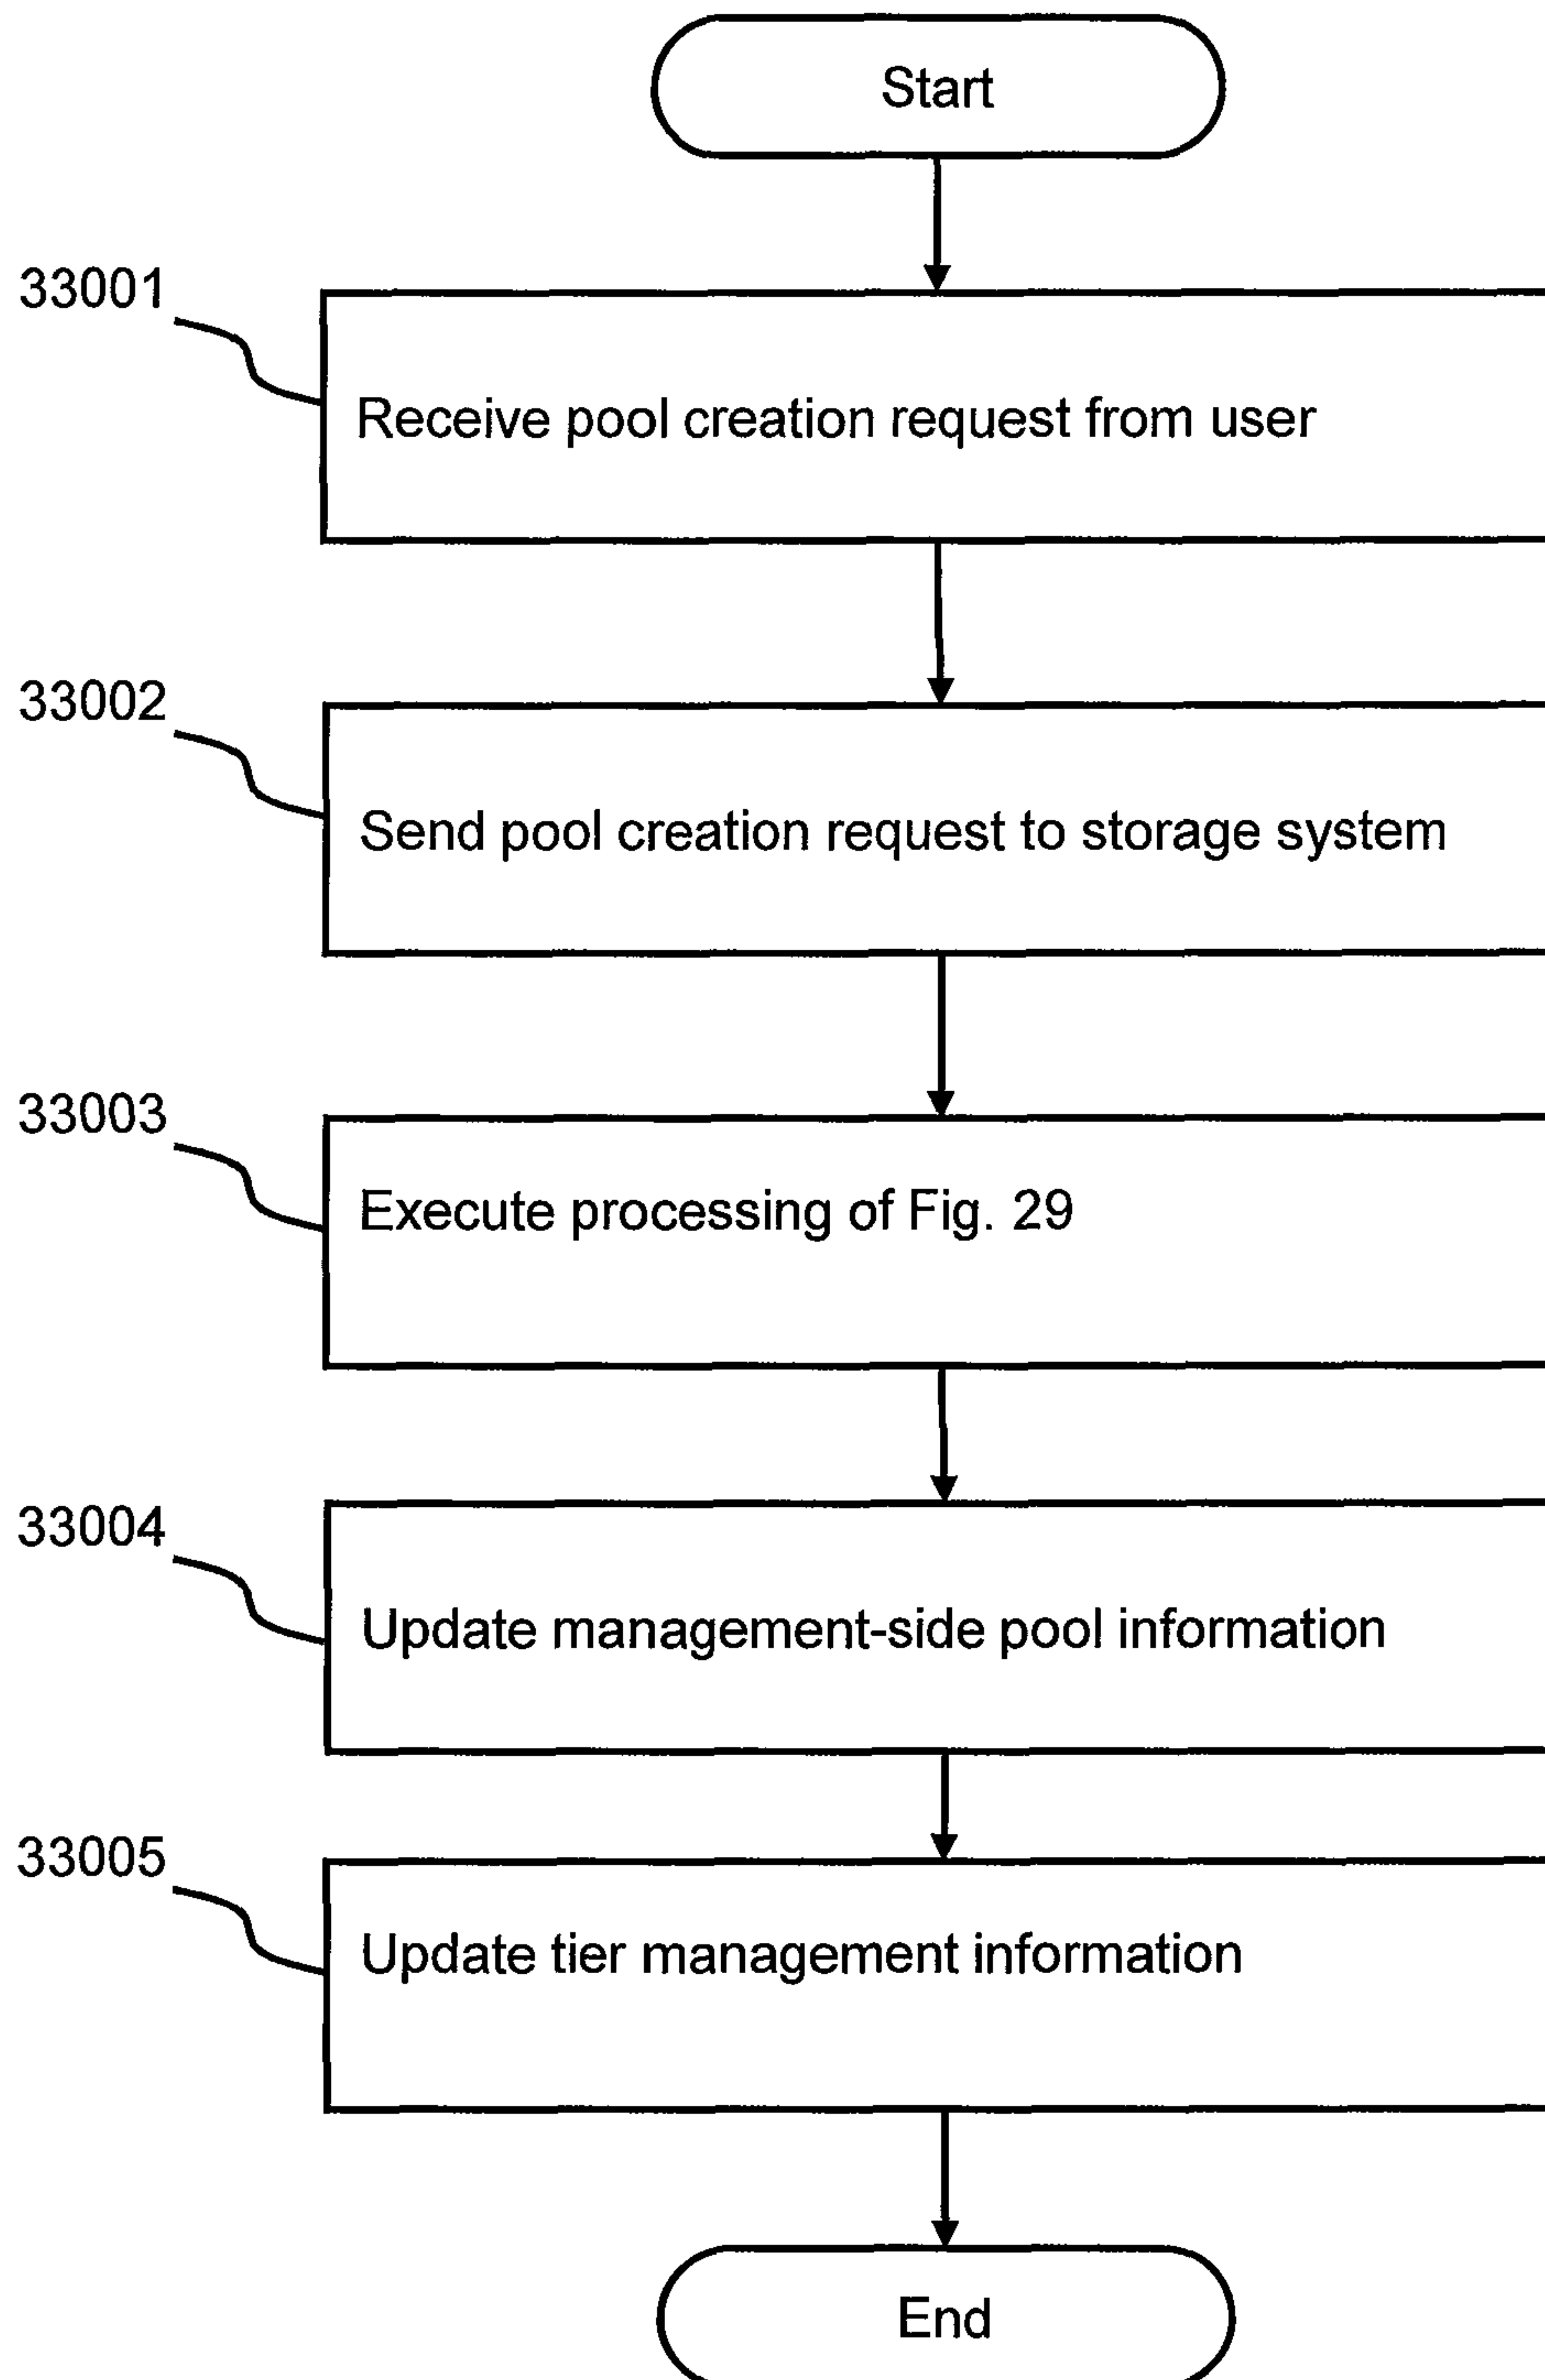 Start
33001
Receive pool creation request from user
33002
Send pool creation request to storage system
33003
Execute processing of Fig. 29
33004
Update management-side pool information
33005
Update tier management information
End